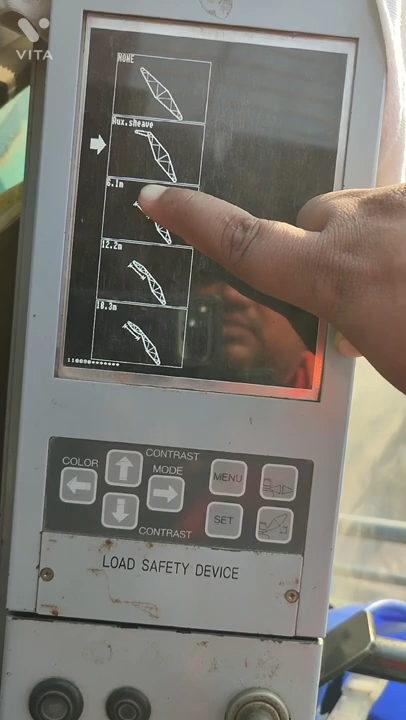 VITA
NONE
Aux.sheave
6.1m
12.2m
18.3m
COLOR
CONTRAST
MODE
MENU
SET
CONTRAST
LOAD SAFETY DEVICE